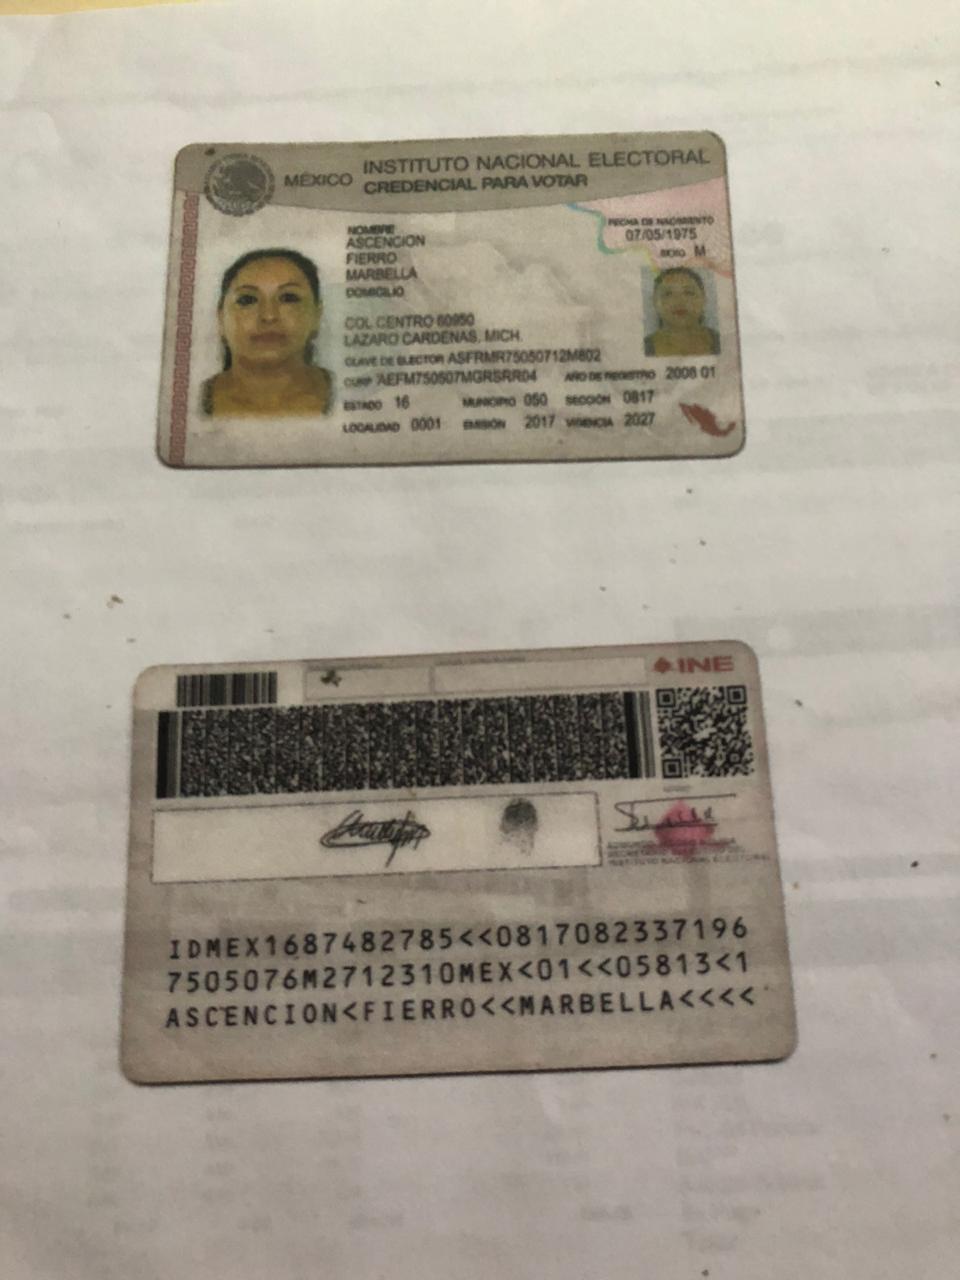 MÉXICO INSTITUTO NACIONAL ELECTORAL
CREDENCIAL PARA VOTAR
NOMBRE
ASCENCION
FIERRO
MARBELLA
DOMICILIO
COL CENTRO 60950
LAZARO CARDENAS, MICH.
CLAVE DE ELECTOR ASFRMR75050712M802
CURP AEFM750507MGRSRR04 AÑO DE REGISTRO 2008 01
ESTADO 16 MUNICIPIO 050 SECCIÓN 0817
LOCALIDAD 0001 EMISIÓN 2017 VIGENCIA 2027
FECHA DE NACIMIENTO
07/05/1975
SEXO M
INE
INSTITUTO NACIONAL ELECTORAL
IDMEX1687482785<<0817082337196
7505076M2712310MEX<01<<05813<1
ASCENCION<FIERRO<<MARBELLA<<<<